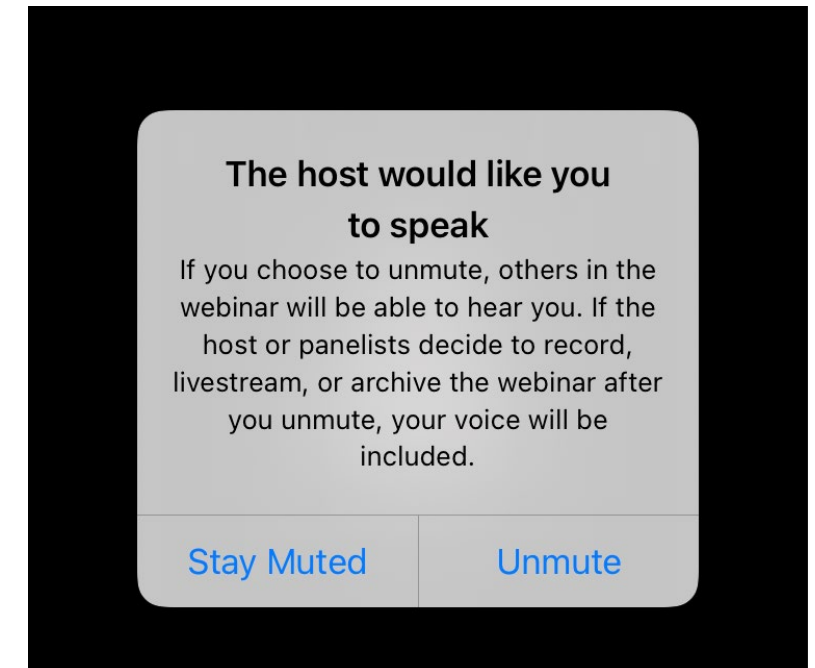 The host would like you
to speak
If you choose to unmute, others in the
webinar will be able to hear you. If the
host or panelists decide to record,
livestream, or archive the webinar after
you unmute, your voice will be
included.
Stay Muted
Unmute